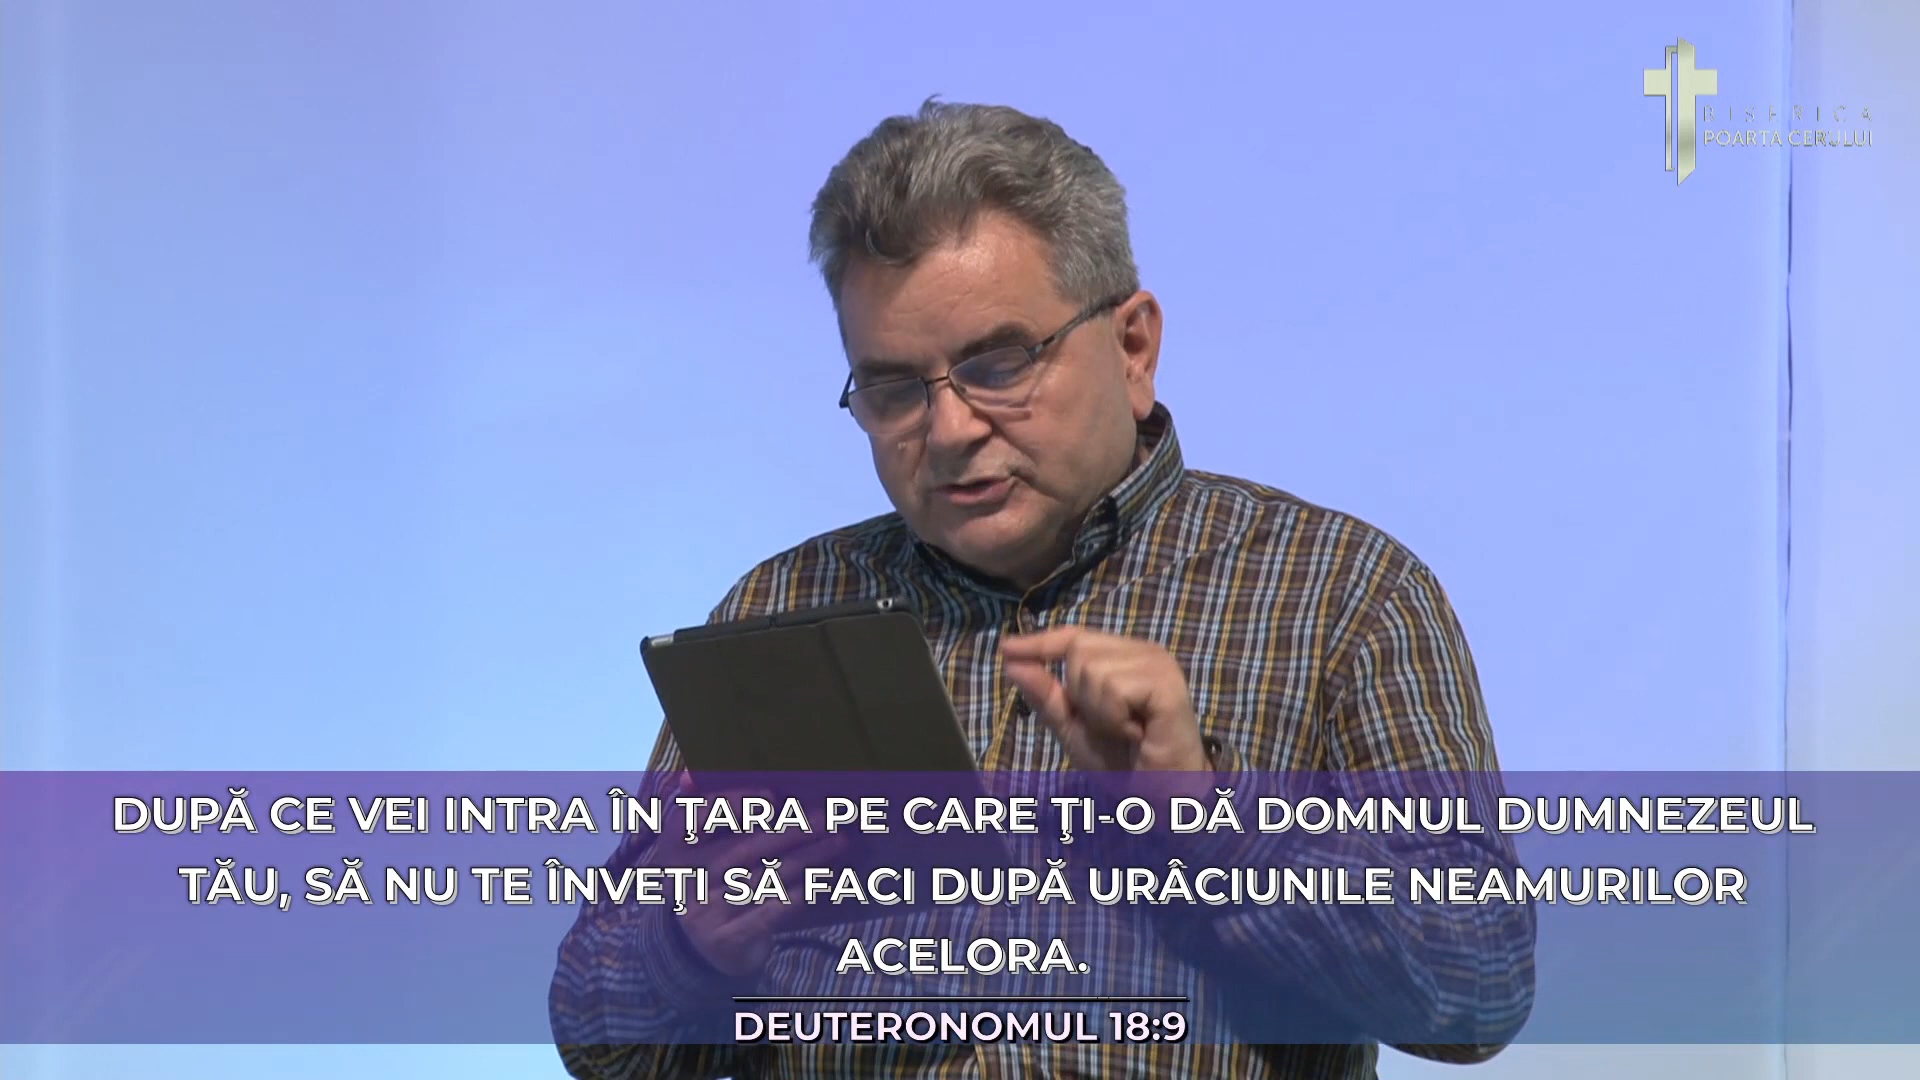 BISERICA
POARTA CERULUI
DUPĂ CE VEI INTRA ÎN ŢARA PE CARE ŢI-O DĂ DOMNUL DUMNEZEUL
TĂU, SĂ NU TE ÎNVEŢI SĂ FACI DUPĂ URÂCIUNILE NEAMURILOR
ACELORA.
DEUTERONOMUL 18:9